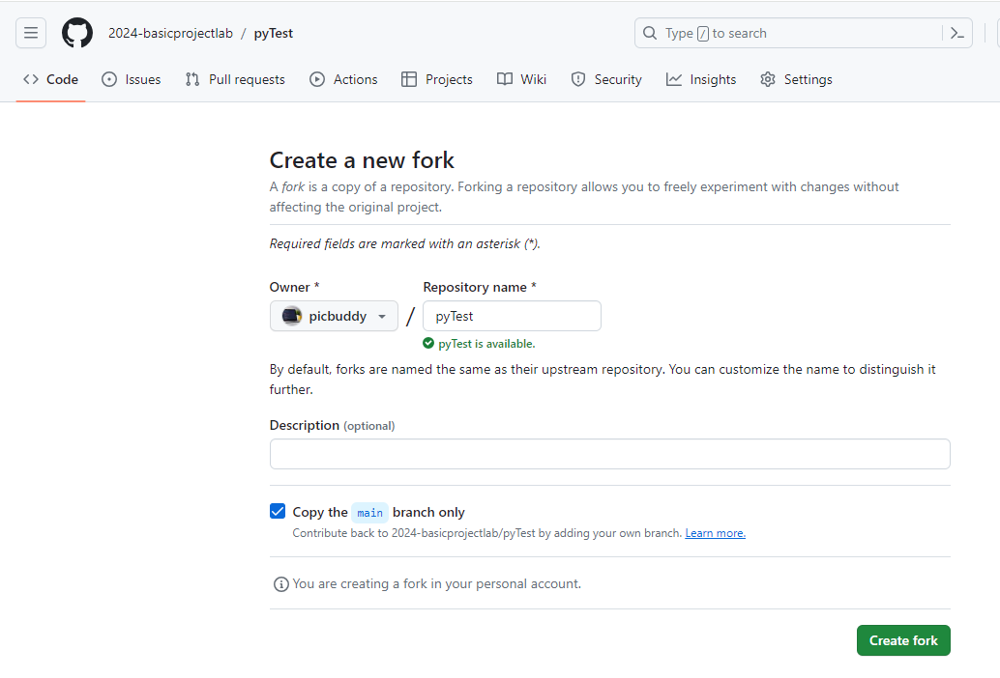 2024-basicprojectlab / pyTest
Type / to search
Code Issues Pull requests Actions Projects Wiki Security Insights Settings
Create a new fork
A fork is a copy of a repository. Forking a repository allows you to freely experiment with changes without
affecting the original project.
Required fields are marked with an asterisk (*).
Owner * Repository name *
picbuddy / pyTest
pyTest is available.
By default, forks are named the same as their upstream repository. You can customize the name to distinguish it
further.
Description (optional)
Copy the main branch only
Contribute back to 2024-basicprojectlab/pyTest by adding your own branch. Learn more.
You are creating a fork in your personal account.
Create fork